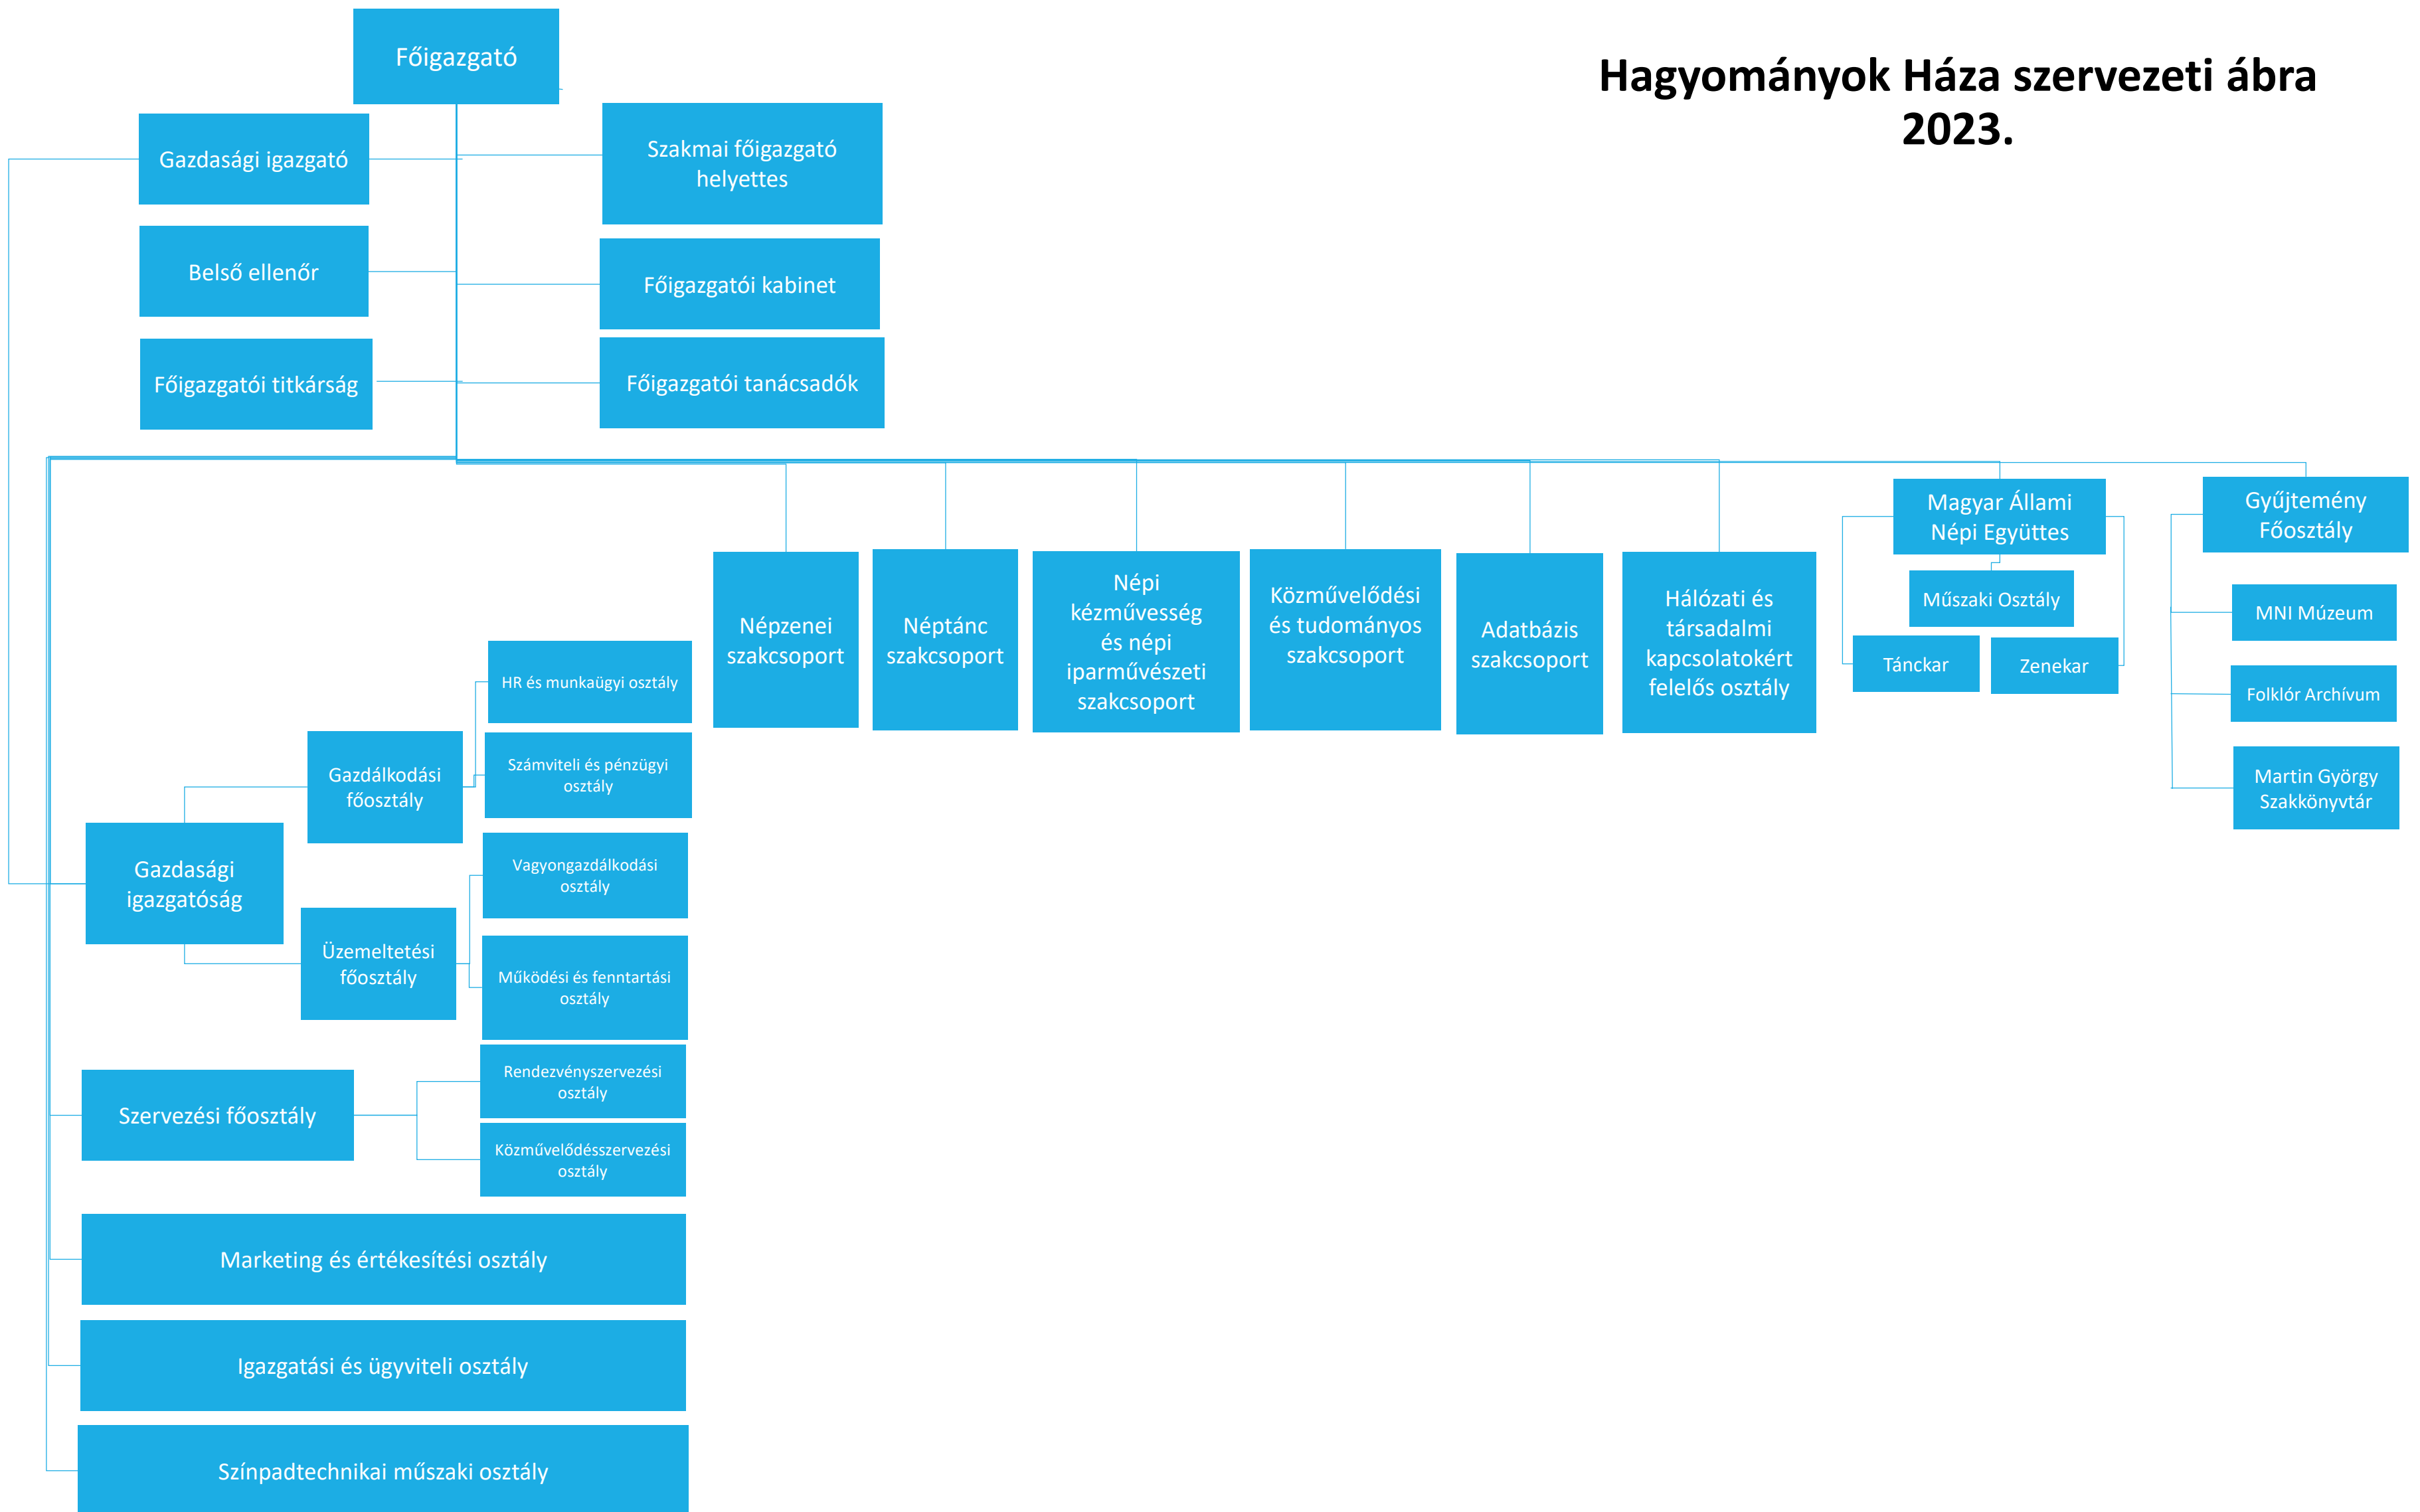 Főigazgató
Hagyományok Háza szervezeti ábra
2023.
Gazdasági igazgató
Szakmai főigazgató
helyettes
Belső ellenőr
Főigazgatói kabinet
Főigazgatói titkárság
Főigazgatói tanácsadók
Népzenei
szakcsoport
Néptánc
szakcsoport
Népi
kézművesség
és népi
iparművészeti
szakcsoport
Közművelődési
és tudományos
szakcsoport
Adatbázis
szakcsoport
Hálózati és
társadalmi
kapcsolatokért
felelős osztály
Magyar Állami
Népi Együttes
Műszaki Osztály
Tánckar
Zenekar
Gyűjtemény
Főosztály
MNI Múzeum
Folklór Archívum
Martin György
Szakkönyvtár
Gazdasági
igazgatóság
Gazdálkodási
főosztály
HR és munkaügyi osztály
Számviteli és pénzügyi
osztály
Üzemeltetési
főosztály
Vagyongazdálkodási
osztály
Működési és fenntartási
osztály
Szervezési főosztály
Rendezvényszervezési
osztály
Közművelődésszervezési
osztály
Marketing és értékesítési osztály
Igazgatási és ügyviteli osztály
Színpadtechnikai műszaki osztály